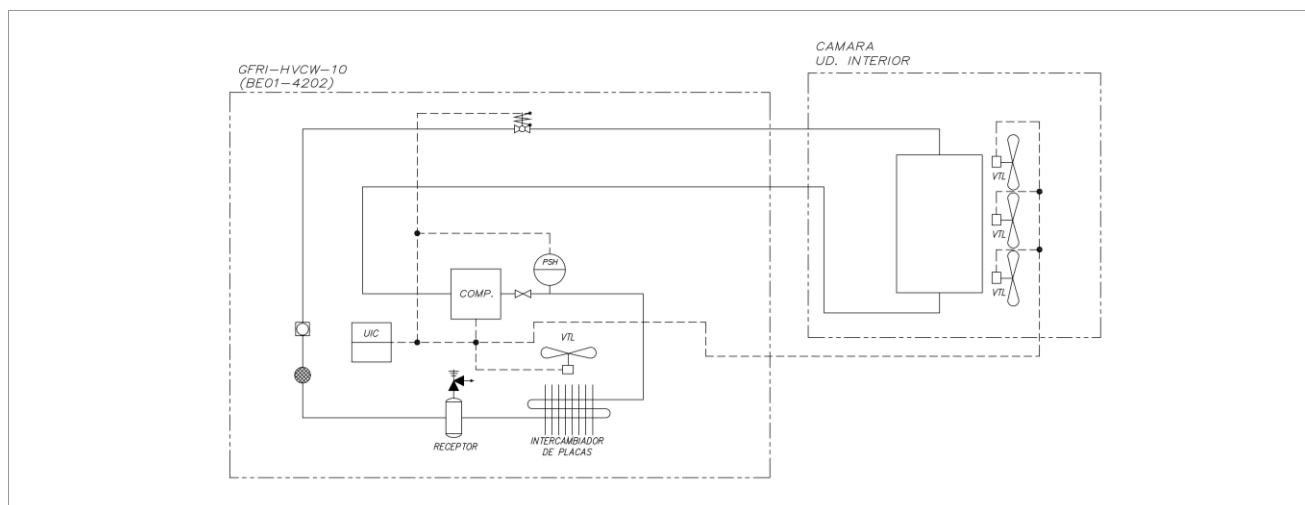 CAMARA
UD. INTERIOR
GFRI-HVCW-10
(BE01-4202)
VTL
VTL
VTL
PSH
COMP.
UIC
VTL
RECEPTOR
INTERCAMBIADOR
DE PLACAS